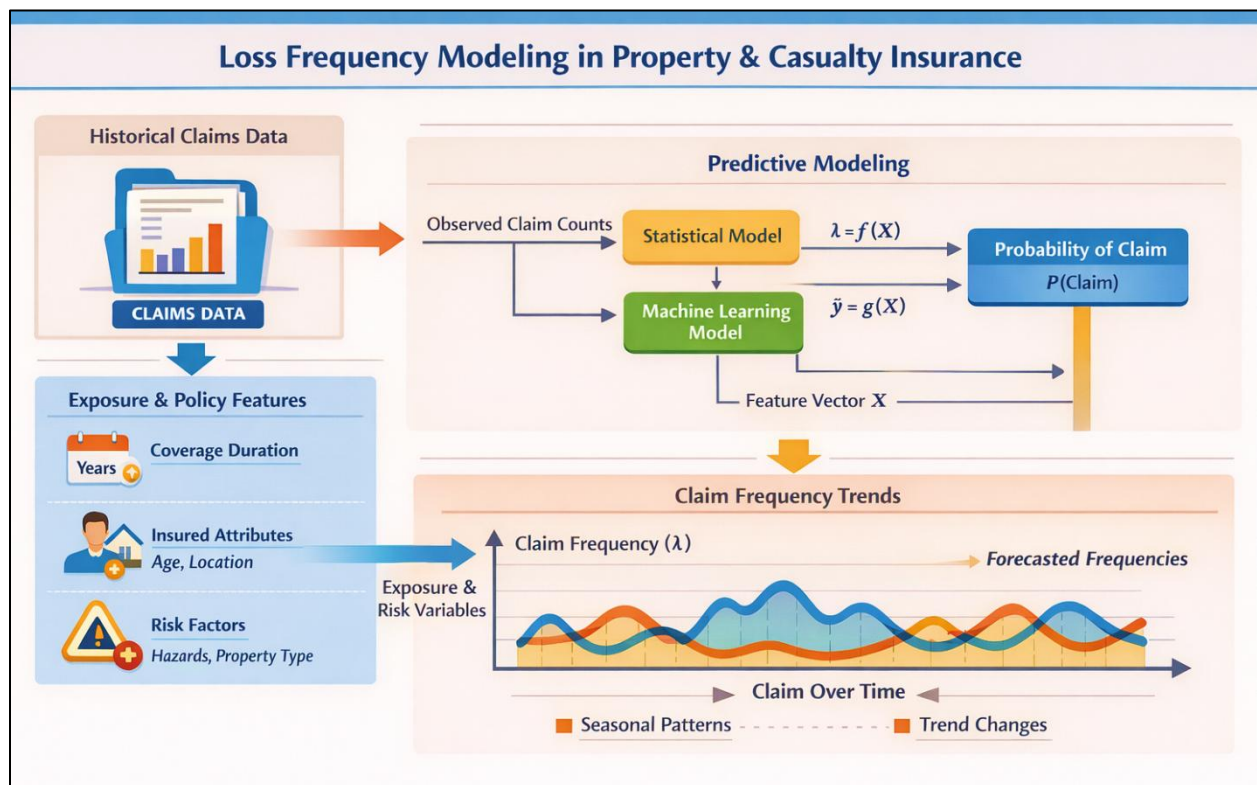 Loss Frequency Modeling in Property & Casualty Insurance
Historical Claims Data
CLAIMS DATA
Exposure & Policy Features
Years
Coverage Duration
Insured Attributes
Age, Location
Risk Factors
Hazards, Property Type
Predictive Modeling
Observed Claim Counts
Statistical Model
λ = f(X)
Machine Learning
Model
ỹ = g(X)
Probability of Claim
P(Claim)
Feature Vector X
Claim Frequency Trends
Claim Frequency (λ)
Forecasted Frequencies
Exposure &
Risk Variables
Claim Over Time
Seasonal Patterns
Trend Changes